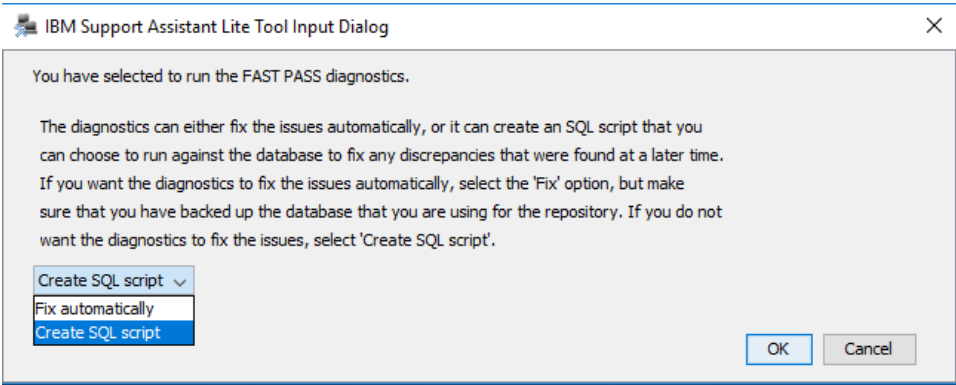 IBM Support Assistant Lite Tool Input Dialog
You have selected to run the FAST PASS diagnostics.
The diagnostics can either fix the issues automatically, or it can create an SQL script that you
can choose to run against the database to fix any discrepancies that were found at a later time.
If you want the diagnostics to fix the issues automatically, select the 'Fix' option, but make
sure that you have backed up the database that you are using for the repository. If you do not
want the diagnostics to fix the issues, select 'Create SQL script'.
Create SQL script
Fix automatically
Create SQL script
OK Cancel